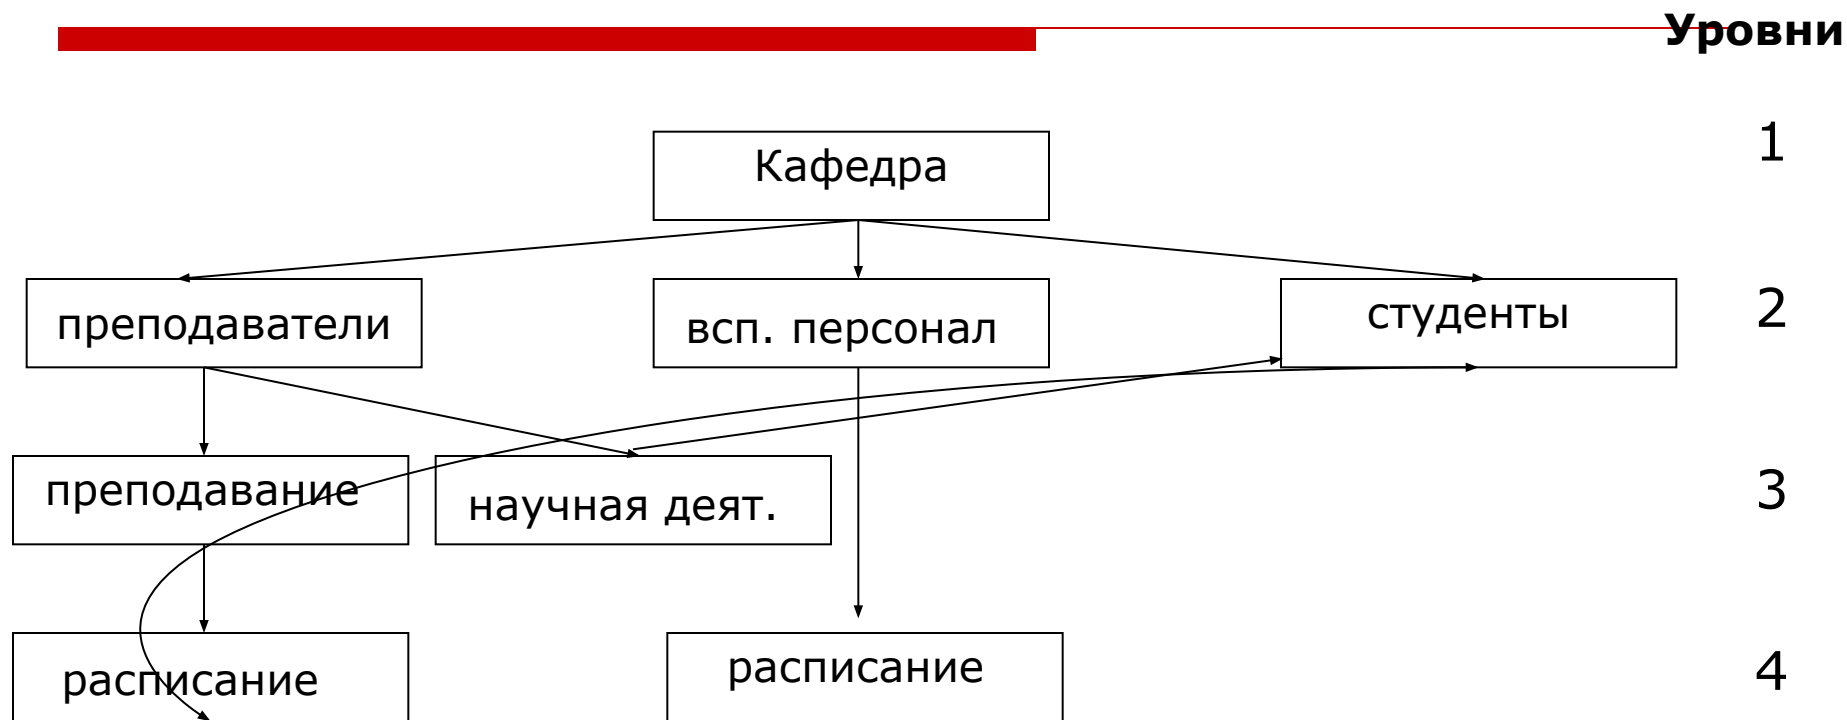 Уровни
Кафедра
1
преподаватели
всп. персонал
студенты
2
преподавание
научная деят.
3
расписание
расписание
4